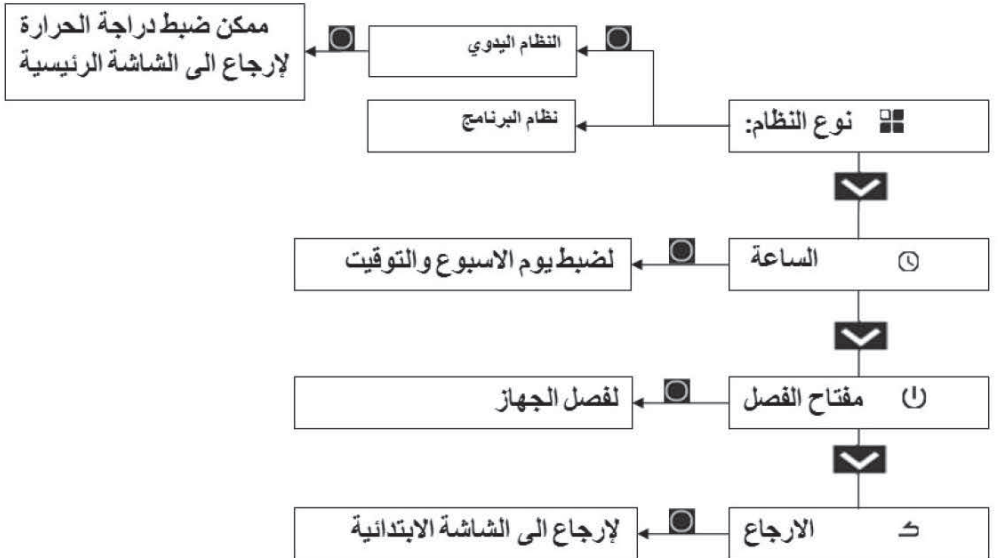 ممكن ضبط دراجة الحرارة
لإرجاع الى الشاشة الرئيسية
النظام اليدوي
نظام البرنامج
نوع النظام:
الساعة
لضبط يوم الاسبوع والتوقيت
مفتاح الفصل
لفصل الجهاز
الارجاع
لإرجاع الى الشاشة الابتدائية